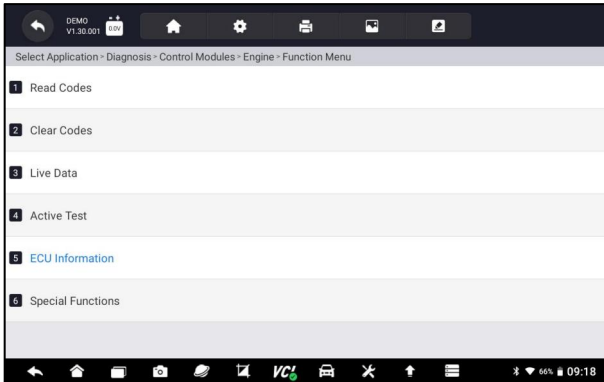 DEMO
V1.30.001
0.0V
Select Application > Diagnosis > Control Modules > Engine > Function Menu
1 Read Codes
2 Clear Codes
3 Live Data
4 Active Test
5 ECU Information
6 Special Functions
VCI 66% 09:18